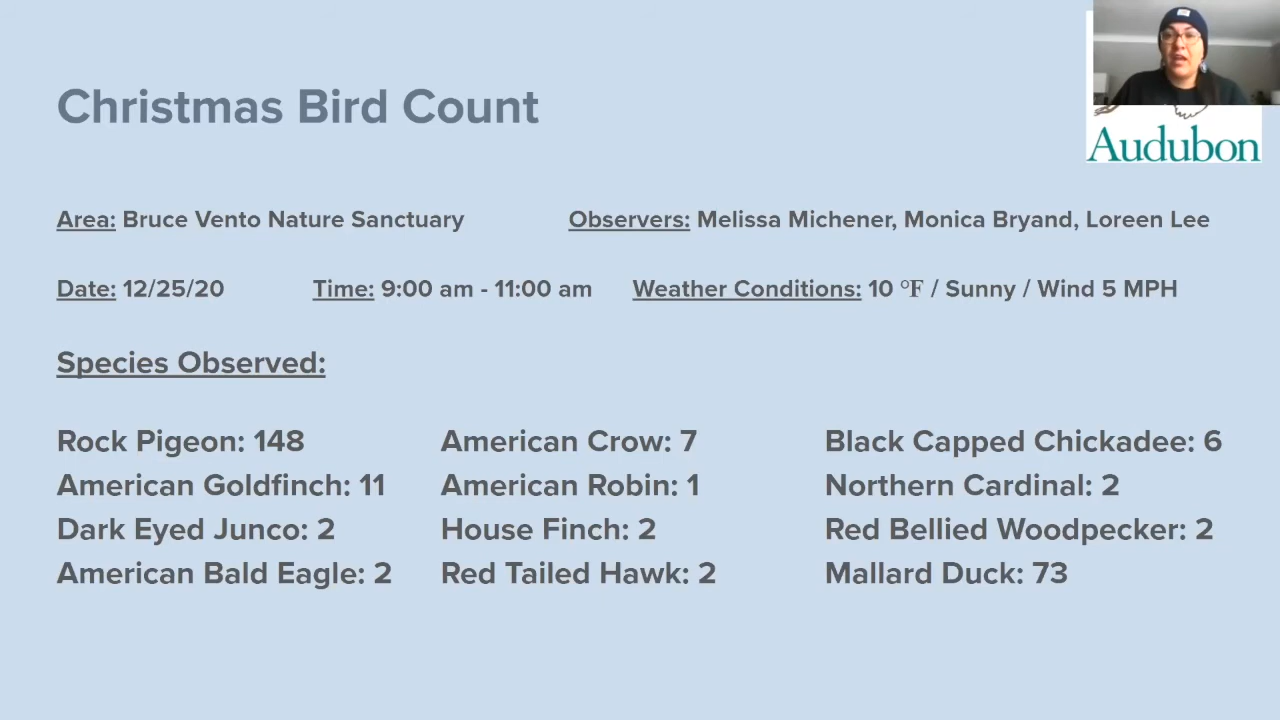 Christmas Bird Count
Audubon
Area: Bruce Vento Nature Sanctuary
Observers: Melissa Michener, Monica Bryand, Loreen Lee
Date: 12/25/20
Time: 9:00 am - 11:00 am
Weather Conditions: 10 °F / Sunny / Wind 5 MPH
Species Observed:
Rock Pigeon: 148
American Goldfinch: 11
Dark Eyed Junco: 2
American Bald Eagle: 2
American Crow: 7
American Robin: 1
House Finch: 2
Red Tailed Hawk: 2
Black Capped Chickadee: 6
Northern Cardinal: 2
Red Bellied Woodpecker: 2
Mallard Duck: 73